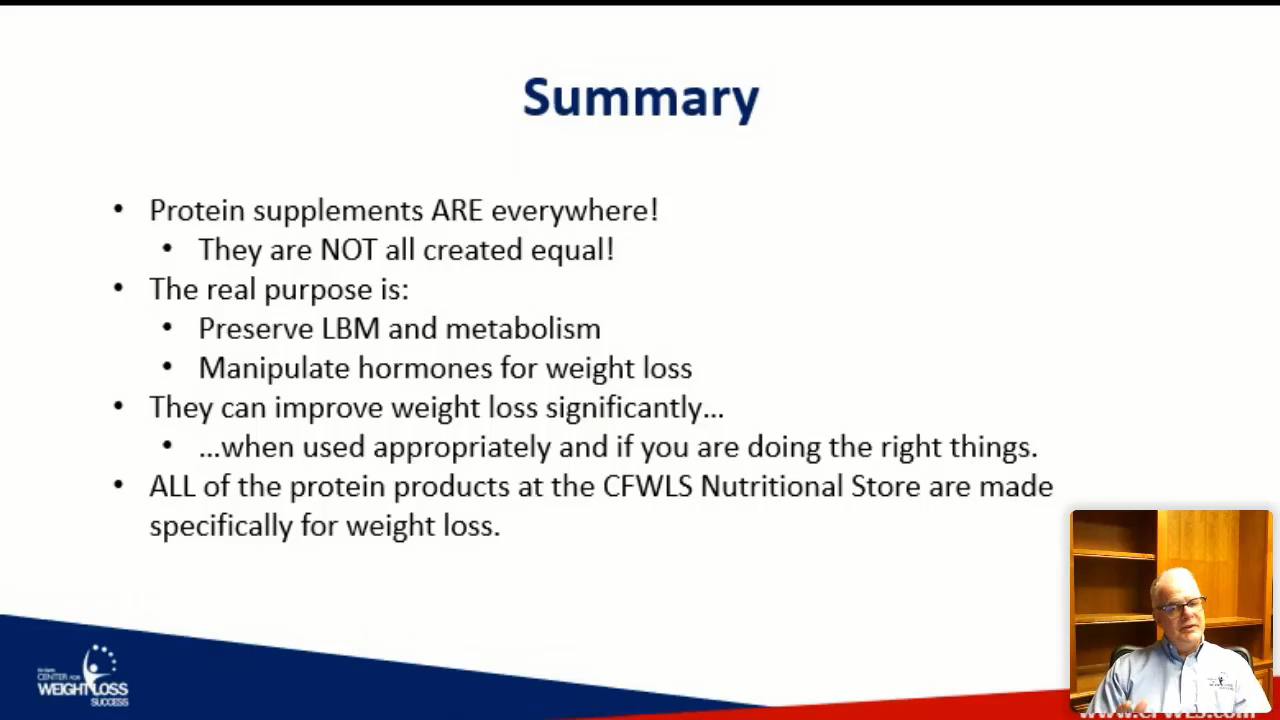 Summary
• Protein supplements ARE everywhere!
• They are NOT all created equal!
• The real purpose is:
• Preserve LBM and metabolism
• Manipulate hormones for weight loss
• They can improve weight loss significantly…
• …when used appropriately and if you are doing the right things.
• ALL of the protein products at the CFWLS Nutritional Store are made
specifically for weight loss.
CENTER FOR
WEIGHT LOSS
SUCCESS
www.CFWLS.com